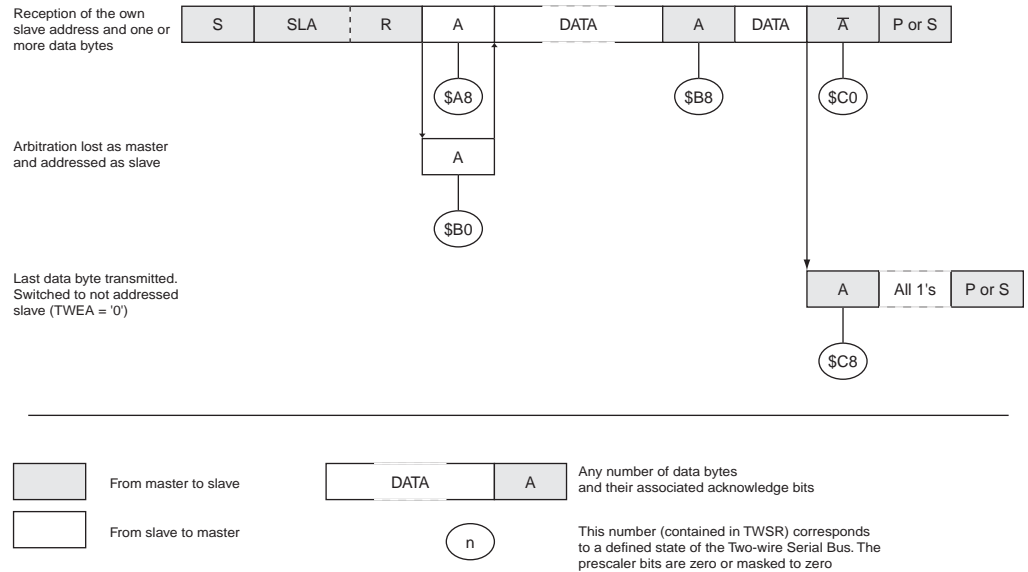 Reception of the own
slave address and one or
more data bytes
S SLA R A DATA A DATA A̅ P or S
$A8 $B8 $C0
Arbitration lost as master
and addressed as slave
A
$B0
Last data byte transmitted.
Switched to not addressed
slave (TWEA = '0')
A All 1's P or S
$C8
From master to slave
DATA A
Any number of data bytes
and their associated acknowledge bits
From slave to master
n
This number (contained in TWSR) corresponds
to a defined state of the Two-wire Serial Bus. The
prescaler bits are zero or masked to zero